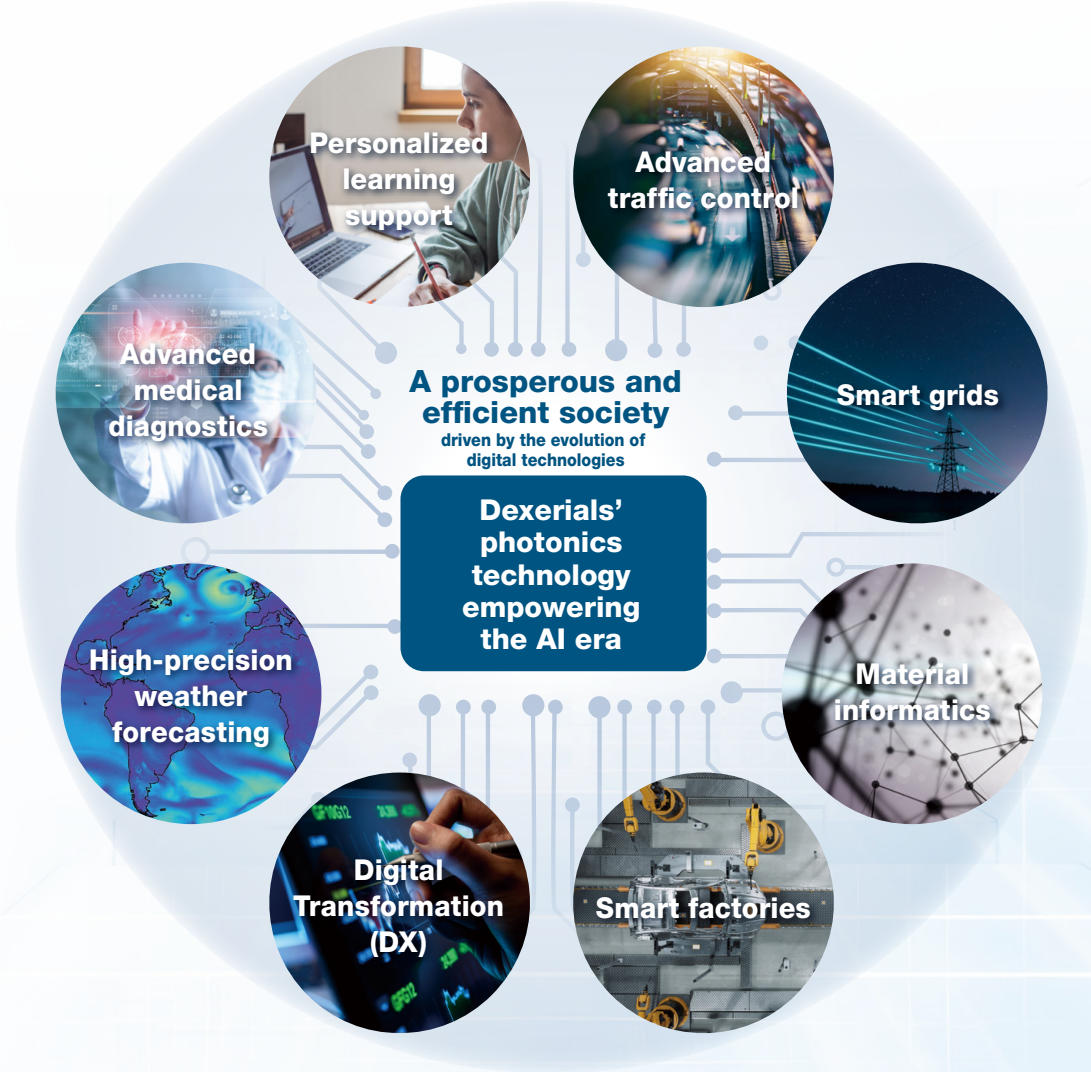 Personalized
learning
support
Advanced
traffic control
Advanced
medical
diagnostics
Smart grids
A prosperous and
efficient society
driven by the evolution of
digital technologies
Dexerials’
photonics
technology
empowering
the AI era
High-precision
weather
forecasting
Material
informatics
Digital
Transformation
(DX)
Smart factories